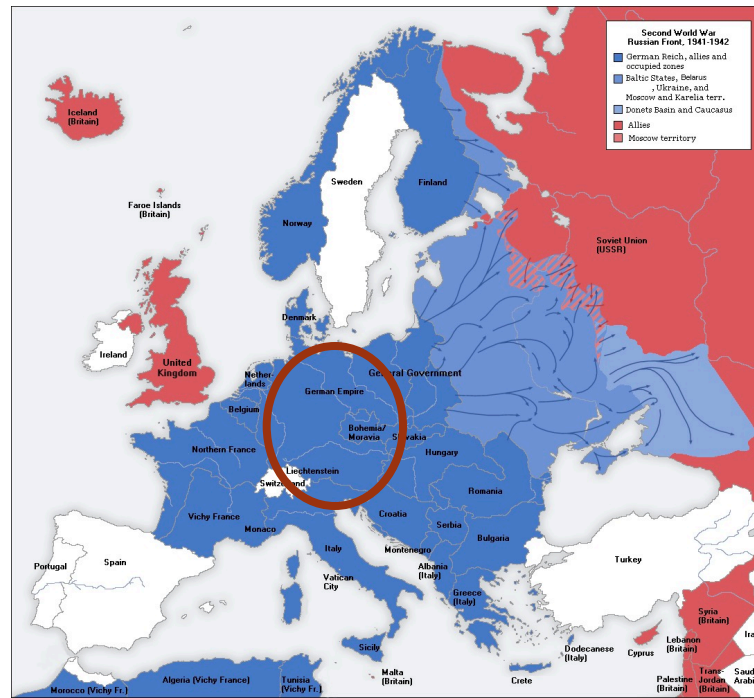 Second World War
Russian Front, 1941-1942
German Reich, allies and
occupied zones
Baltic States, Belarus
, Ukraine, and
Moscow and Karelia terr.
Donets Basin and Caucasus
Allies
Moscow territory
Iceland
(Britain)
Faroe Islands
(Britain)
Sweden
Finland
Norway
Soviet Union
(USSR)
Denmark
Ireland
United
Kingdom
Nether-
lands
General Government
German Empire
Belgium
Bohemia/
Moravia
Slovakia
Northern France
Hungary
Liechtenstein
Switzerland
Romania
Vichy France
Croatia
Monaco
Serbia
Bulgaria
Italy
Montenegro
Portugal
Spain
Turkey
Albania
(Italy)
Vatican
City
Greece
(Italy)
Syria
(Britain)
Sicily
Dodecanese
(Italy)
Cyprus
Lebanon
(Britain)
Malta
(Britain)
Crete
Morocco (Vichy Fr.)
Algeria (Vichy France)
Tunisia
(Vichy Fr.)
Palestine
(Britain)
Trans-
Jordan
(Britain)
Saudi
Arabi
Ira